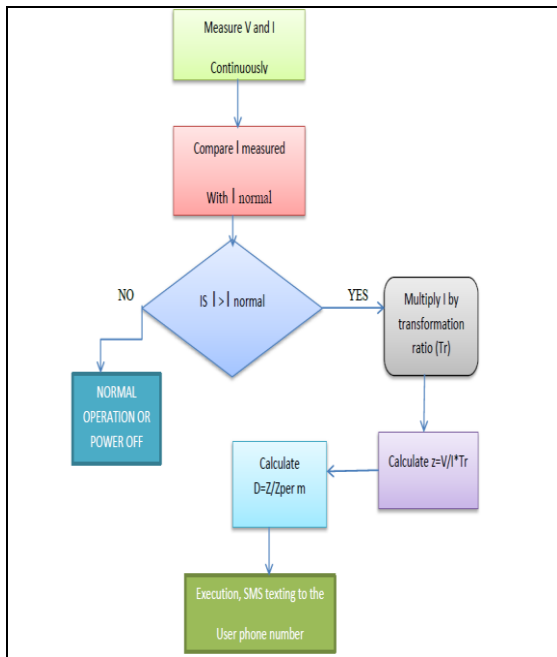 Measure V and I
Continuously
Compare I measured
With I normal
IS I > I normal
NO
YES
Multiply I by
transformation
ratio (Tr)
NORMAL
OPERATION OR
POWER OFF
Calculate z=V/I*Tr
Calculate
D=Z/Zper m
Execution, SMS texting to the
User phone number